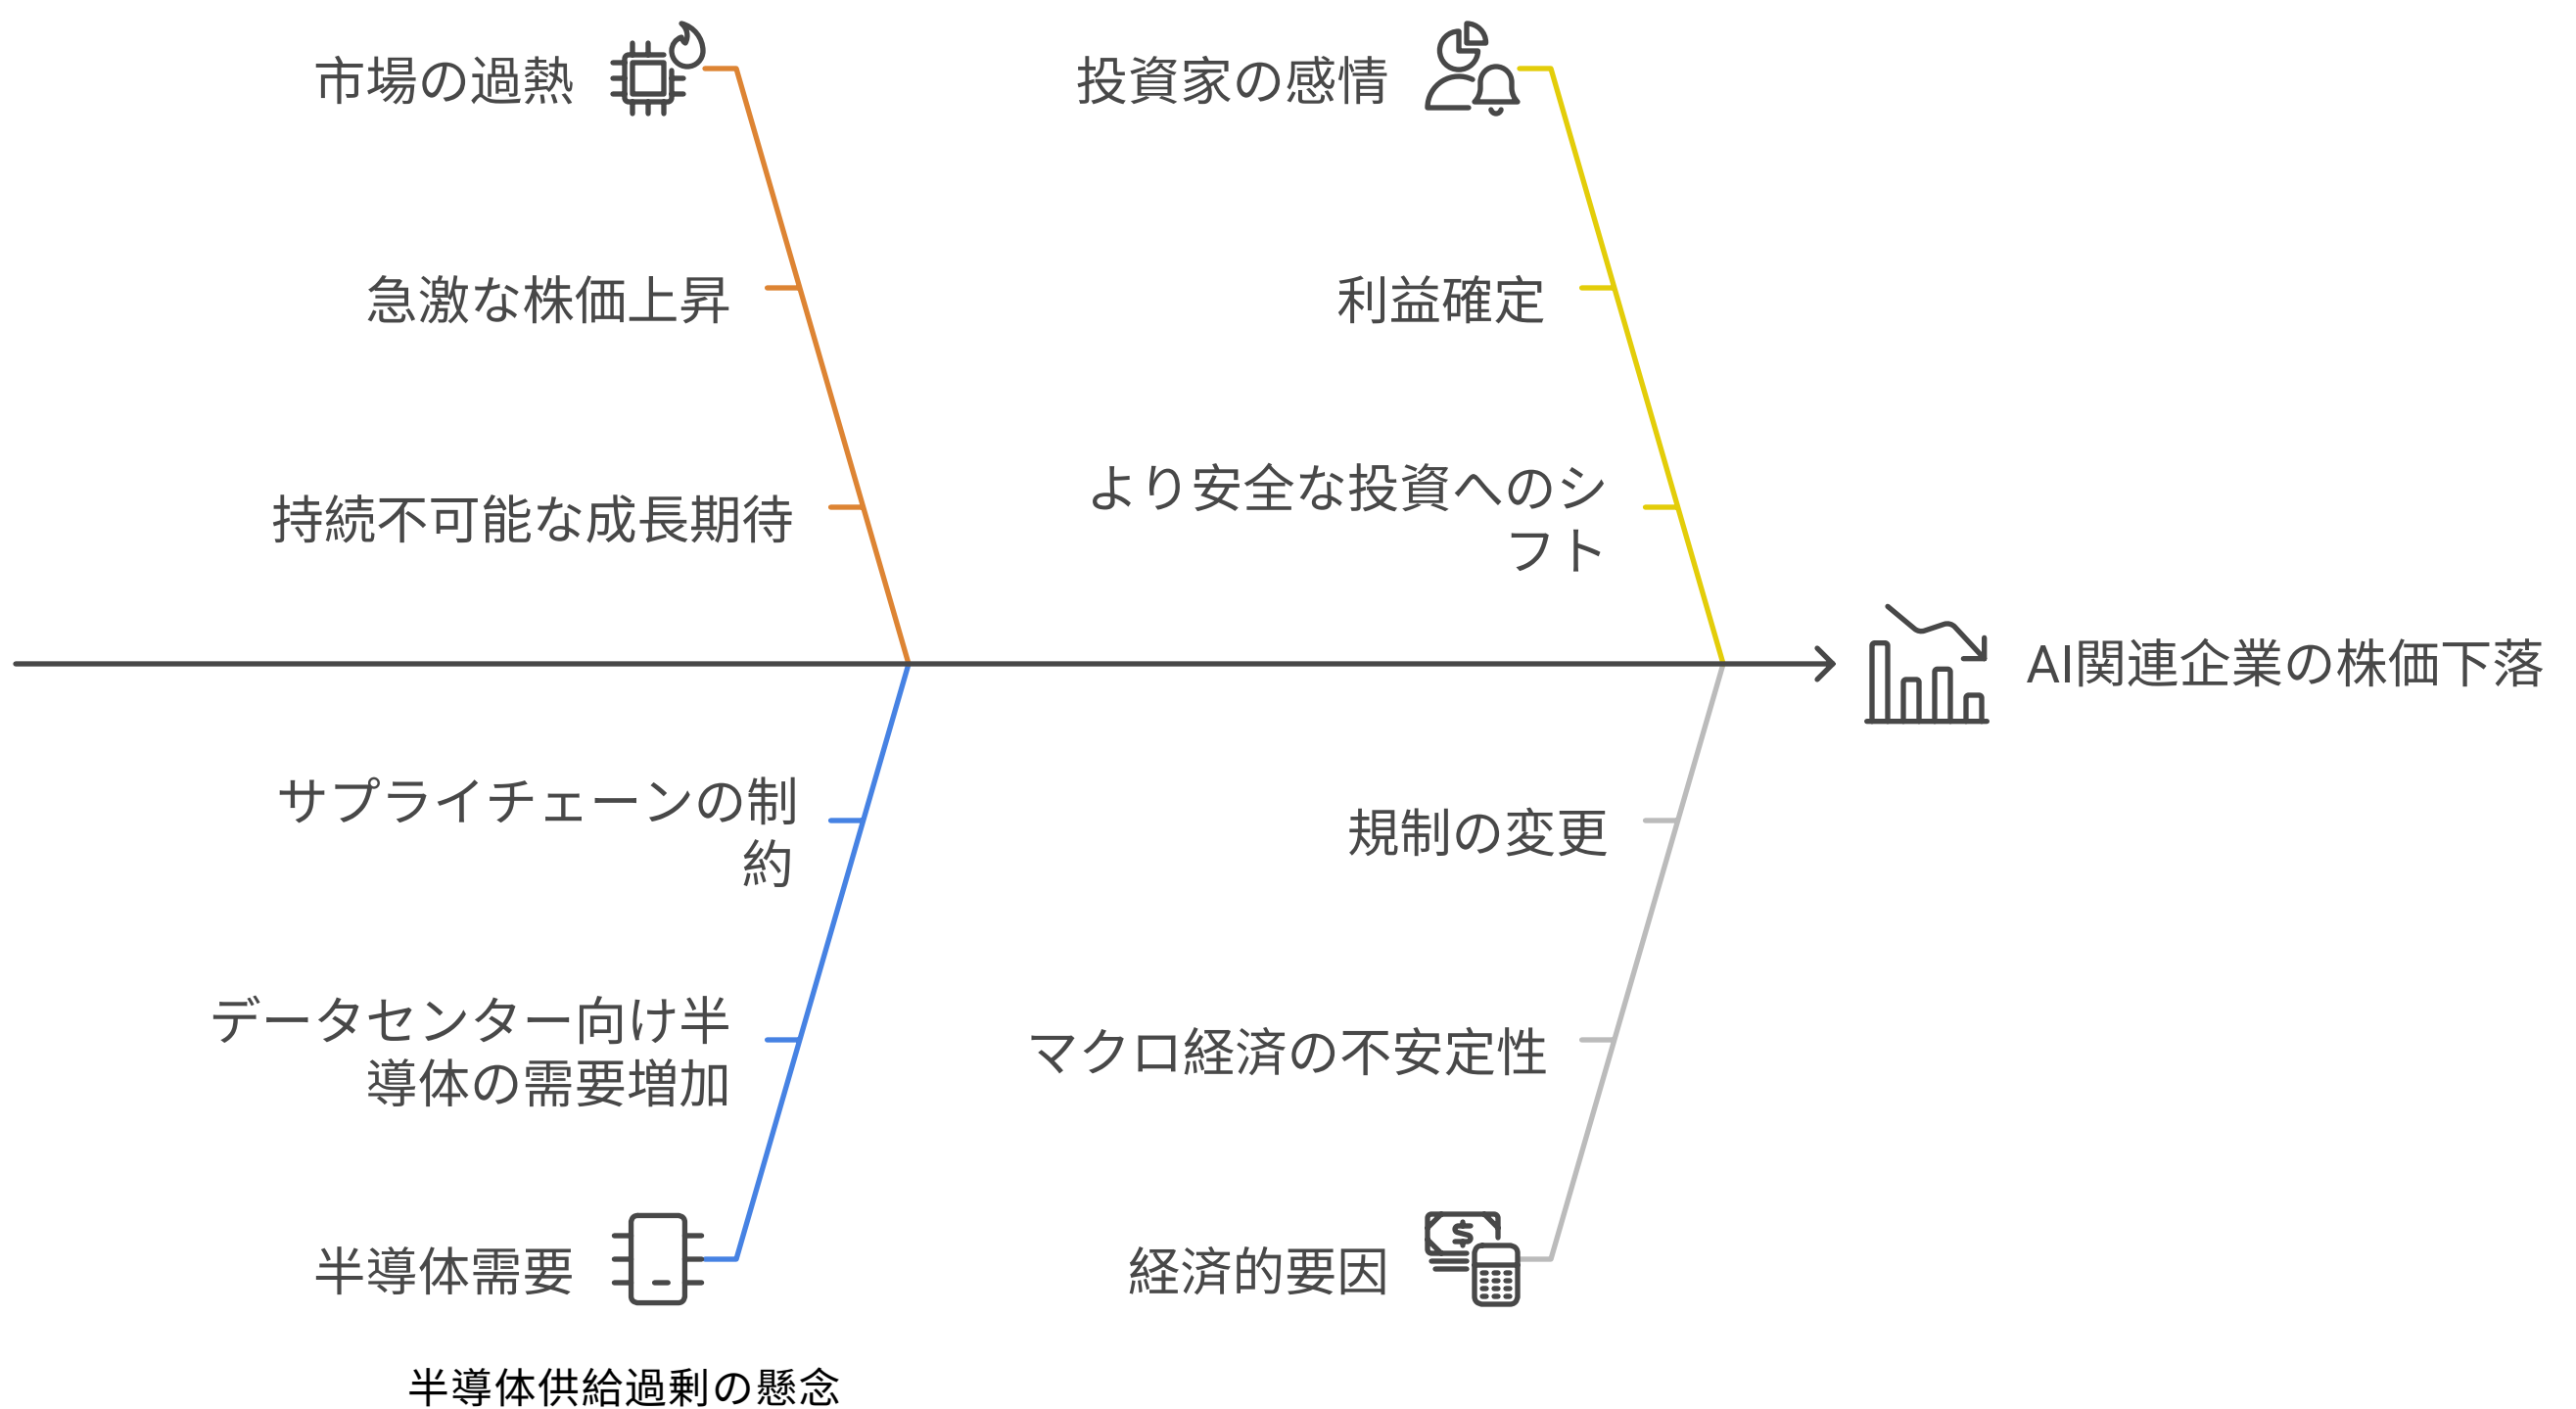 市場の過熱
急激な株価上昇
持続不可能な成長期待
投資家の感情
利益確定
より安全な投資へのシ
フト
AI関連企業の株価下落
サプライチェーンの制
約
データセンター向け半
導体の需要増加
半導体需要
半導体供給過剰の懸念
規制の変更
マクロ経済の不安定性
経済的要因
$